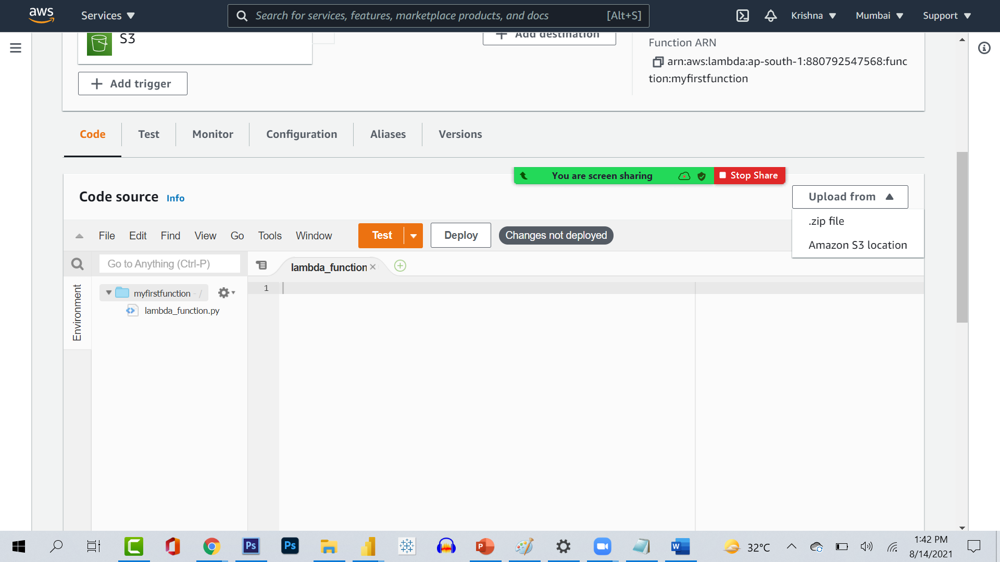 aws
Services
Search for services, features, marketplace products, and docs
[Alt+S]
Krishna
Mumbai
Support
S3
Add destination
Function ARN
arn:aws:lambda:ap-south-1:880792547568:func
tion:myfirstfunction
Add trigger
Code
Test
Monitor
Configuration
Aliases
Versions
You are screen sharing
Stop Share
Code source
Info
Upload from
.zip file
Amazon S3 location
File
Edit
Find
View
Go
Tools
Window
Test
Deploy
Changes not deployed
Go to Anything (Ctrl-P)
lambda_function
Environment
myfirstfunction - /
lambda_function.py
1
Ps
Ps
P
W
32°C
1:42 PM
8/14/2021